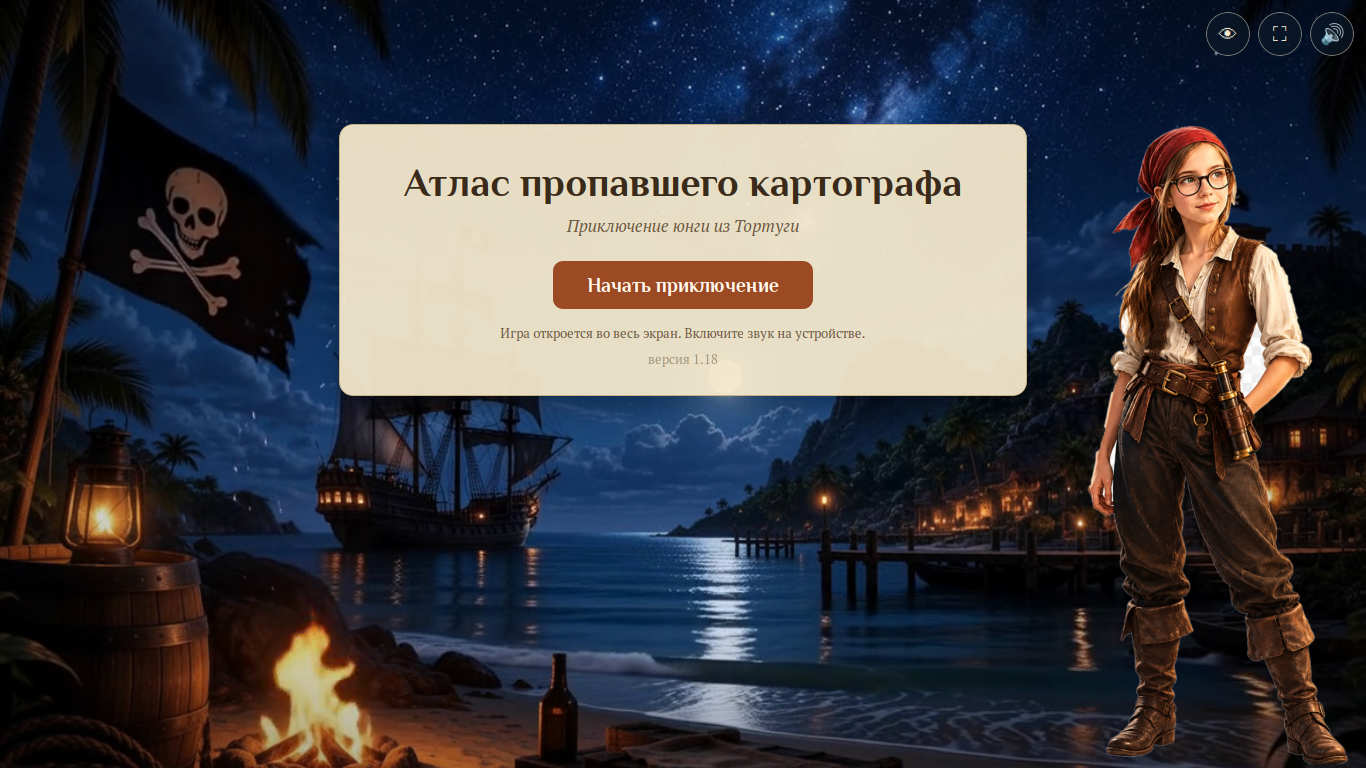 Атлас пропавшего картографа
Приключение юнги из Тортуги
Начать приключение
Игра откроется во весь экран. Включите звук на устройстве.
версия 1.18